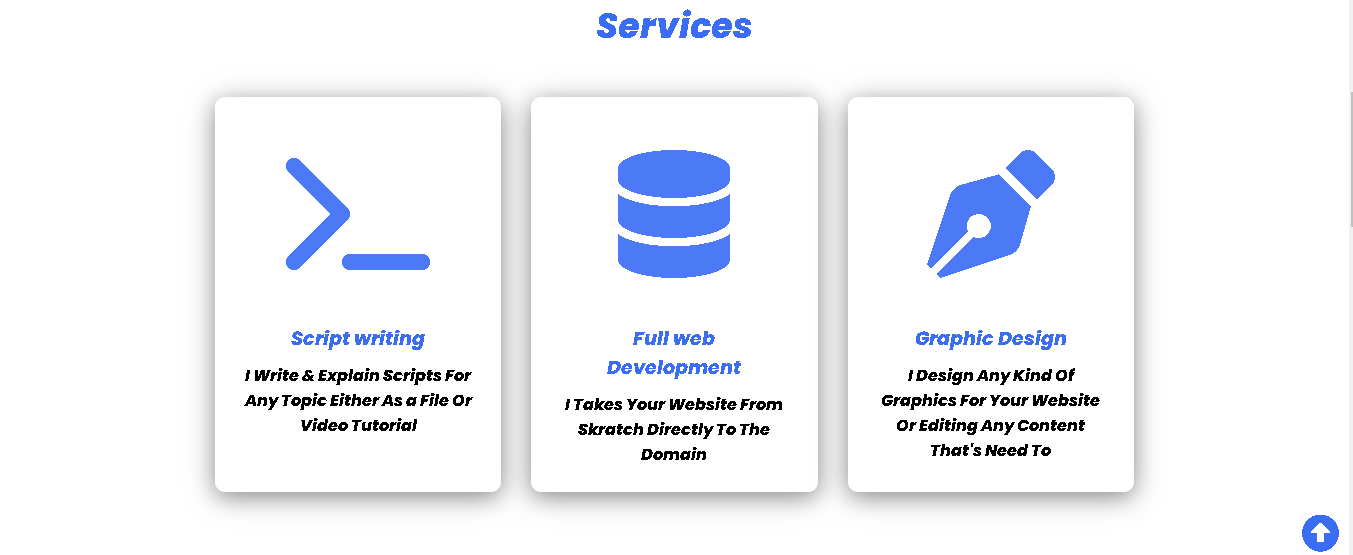 Services
Script writing
I Write & Explain Scripts For
Any Topic Either As a File Or
Video Tutorial
Full web
Development
I Takes Your Website From
Skratch Directly To The
Domain
Graphic Design
I Design Any Kind Of
Graphics For Your Website
Or Editing Any Content
That's Need To